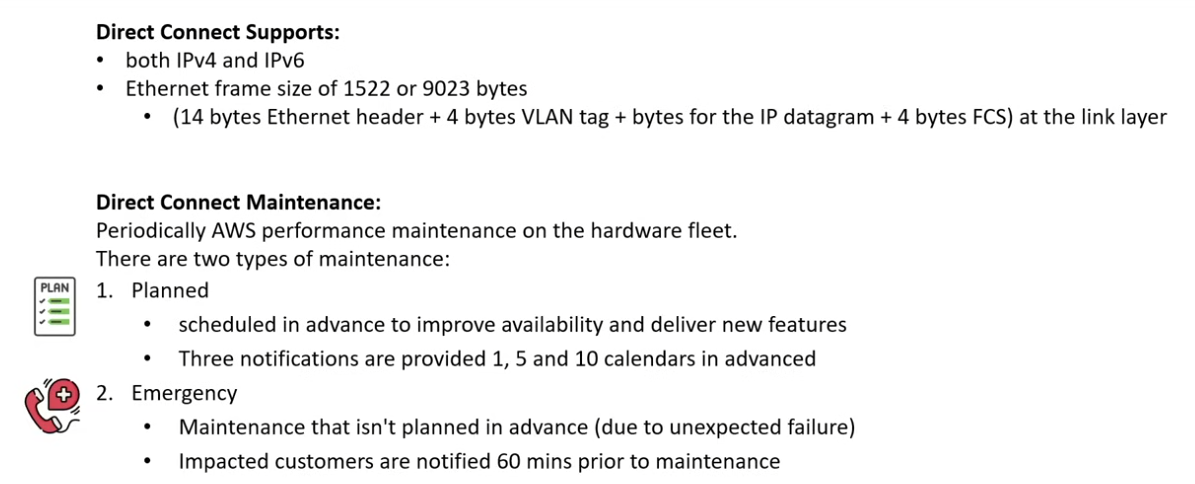 Direct Connect Supports:
• both IPv4 and IPv6
• Ethernet frame size of 1522 or 9023 bytes
• (14 bytes Ethernet header + 4 bytes VLAN tag + bytes for the IP datagram + 4 bytes FCS) at the link layer
Direct Connect Maintenance:
Periodically AWS performance maintenance on the hardware fleet.
There are two types of maintenance:
PLAN
1. Planned
• scheduled in advance to improve availability and deliver new features
• Three notifications are provided 1, 5 and 10 calendars in advanced
2. Emergency
• Maintenance that isn't planned in advance (due to unexpected failure)
• Impacted customers are notified 60 mins prior to maintenance